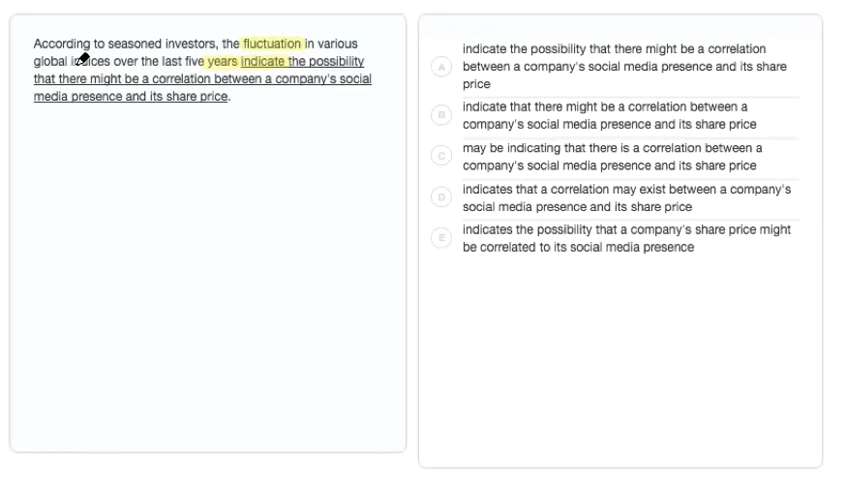 According to seasoned investors, the fluctuation in various
global in ces over the last five years indicate the possibility
that there might be a correlation between a company's social
media presence and its share price.
A
indicate the possibility that there might be a correlation
between a company's social media presence and its share
price
B
indicate that there might be a correlation between a
company's social media presence and its share price
C
may be indicating that there is a correlation between a
company's social media presence and its share price
D
indicates that a correlation may exist between a company's
social media presence and its share price
E
indicates the possibility that a company's share price might
be correlated to its social media presence